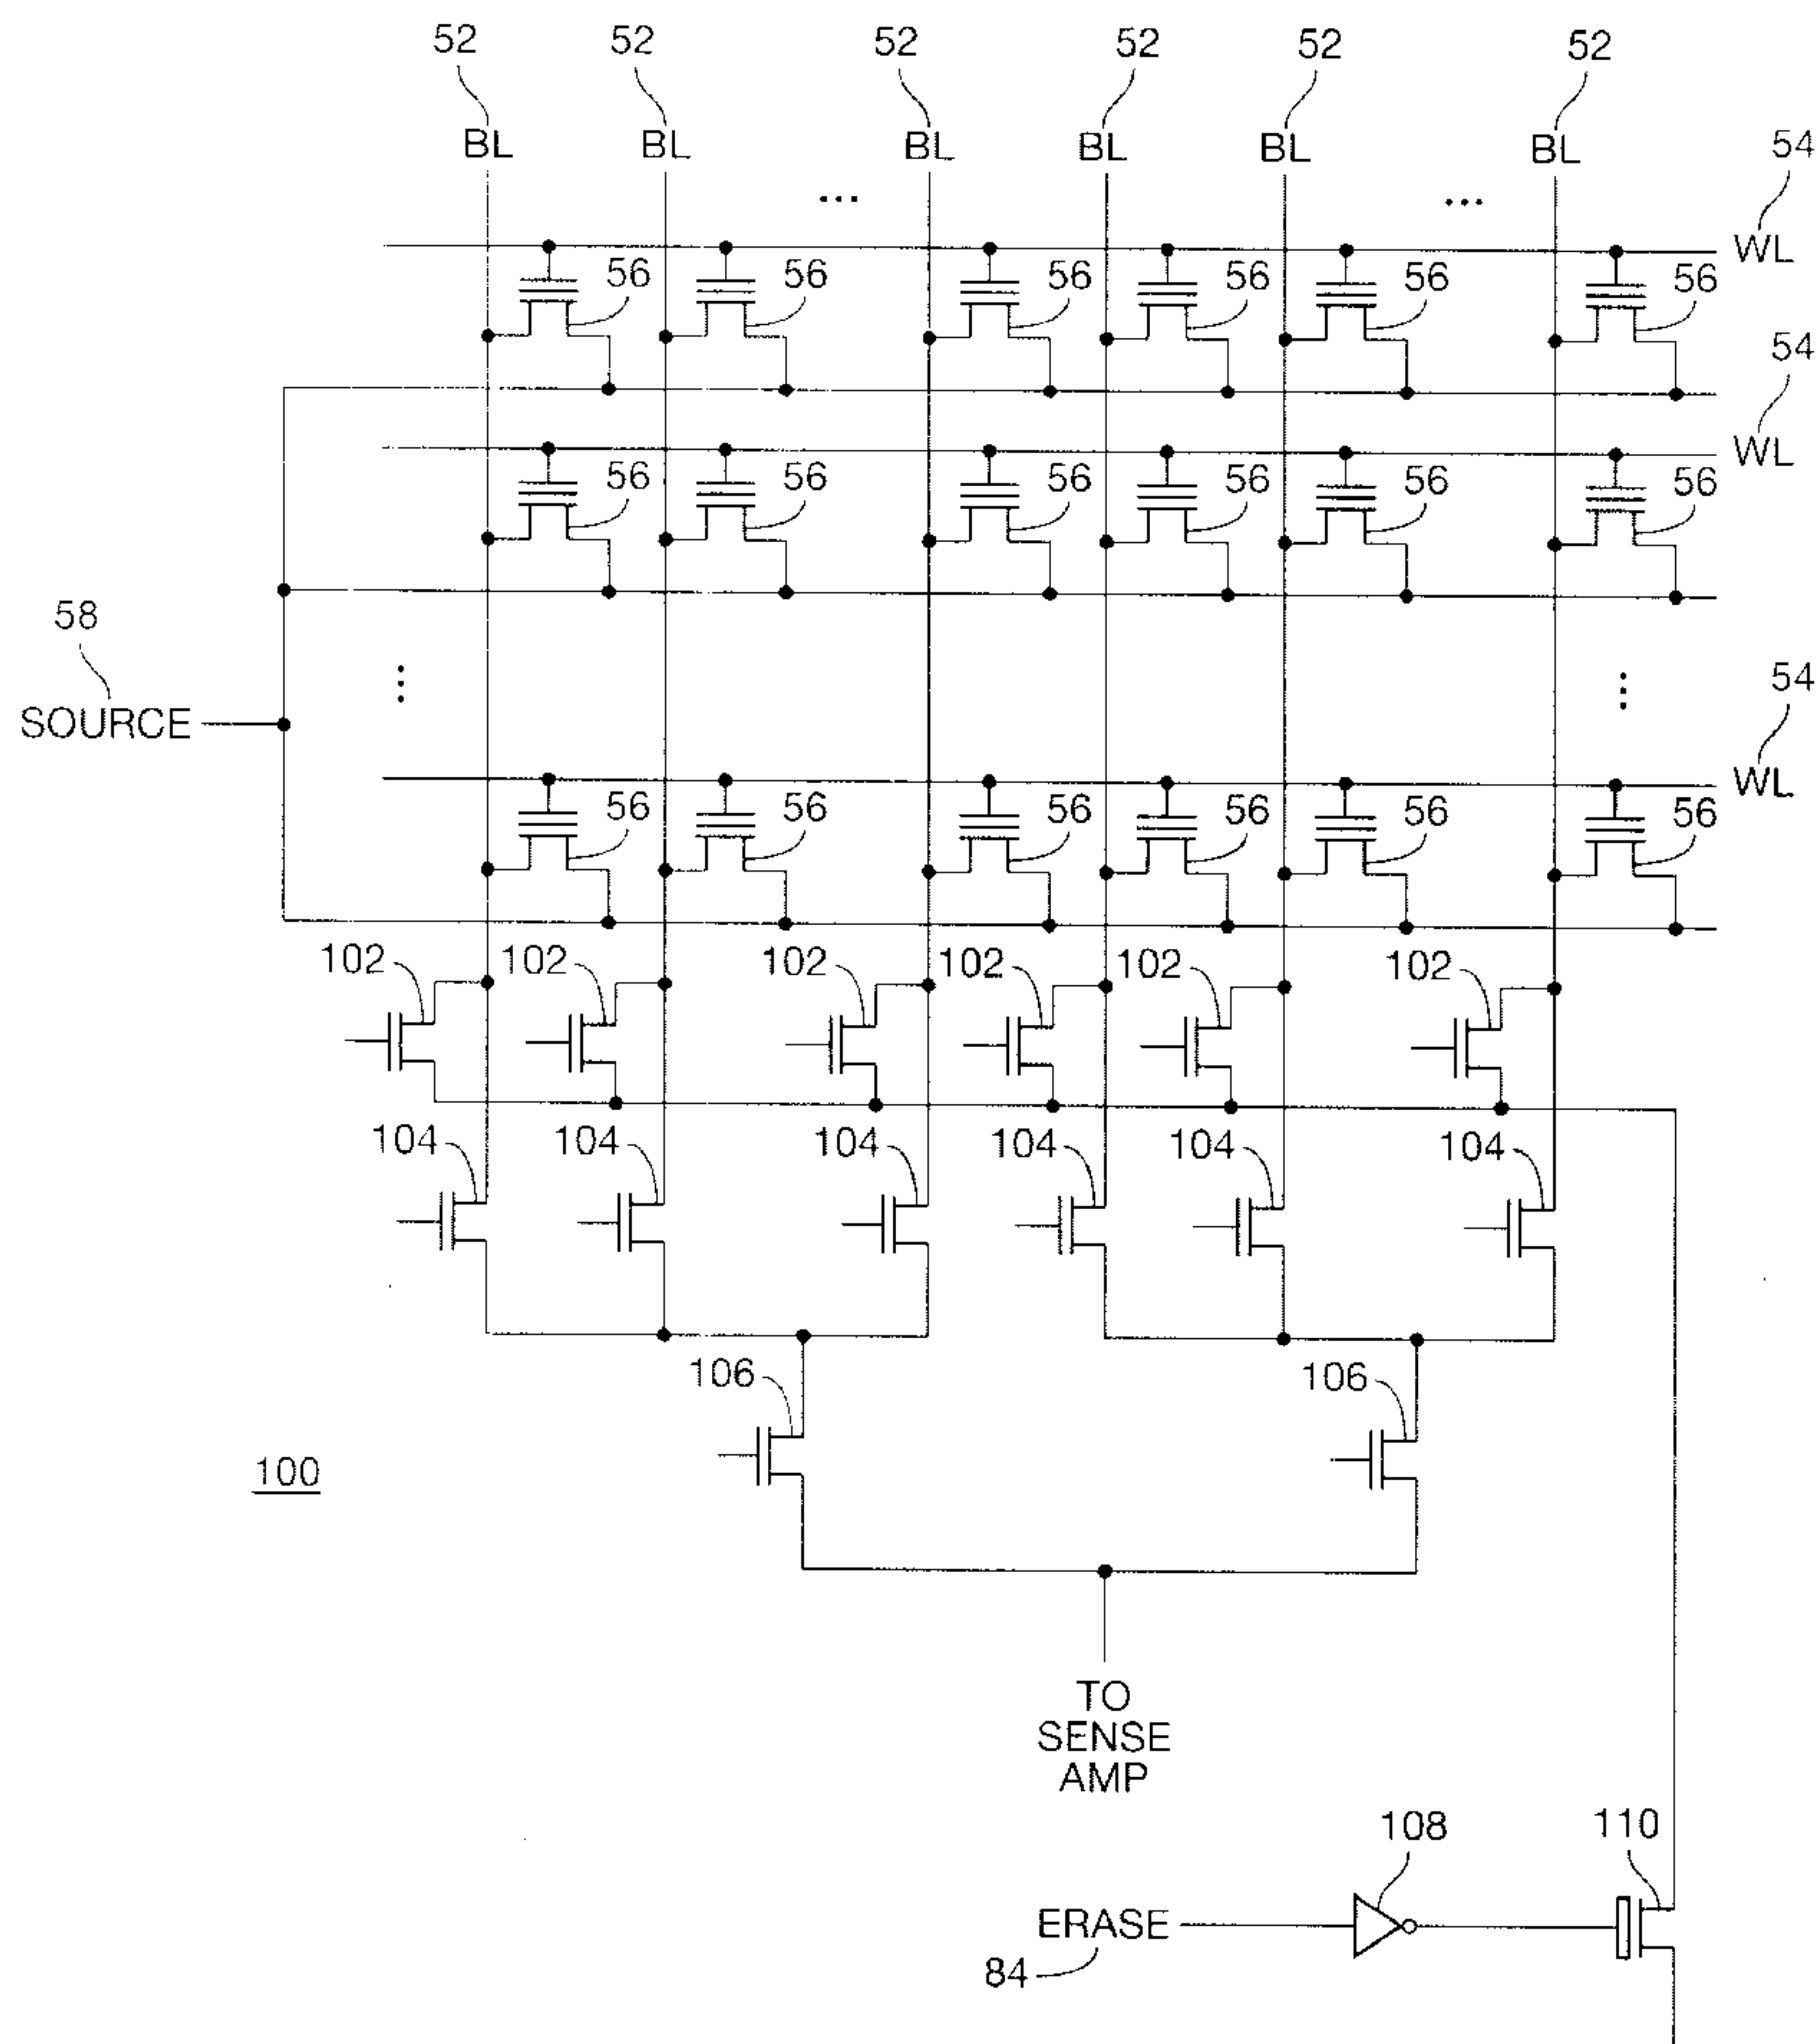 52 52 52 52 52 52
BL BL BL BL BL BL
... ...
54
WL
56 56 56 56 56 56
54
WL
56 56 56 56 56 56
58
SOURCE
54
WL
56 56 56 56 56 56
102 102 102 102 102 102
104 104 104 104 104 104
106 106
100
TO
SENSE
AMP
108 110
ERASE
84